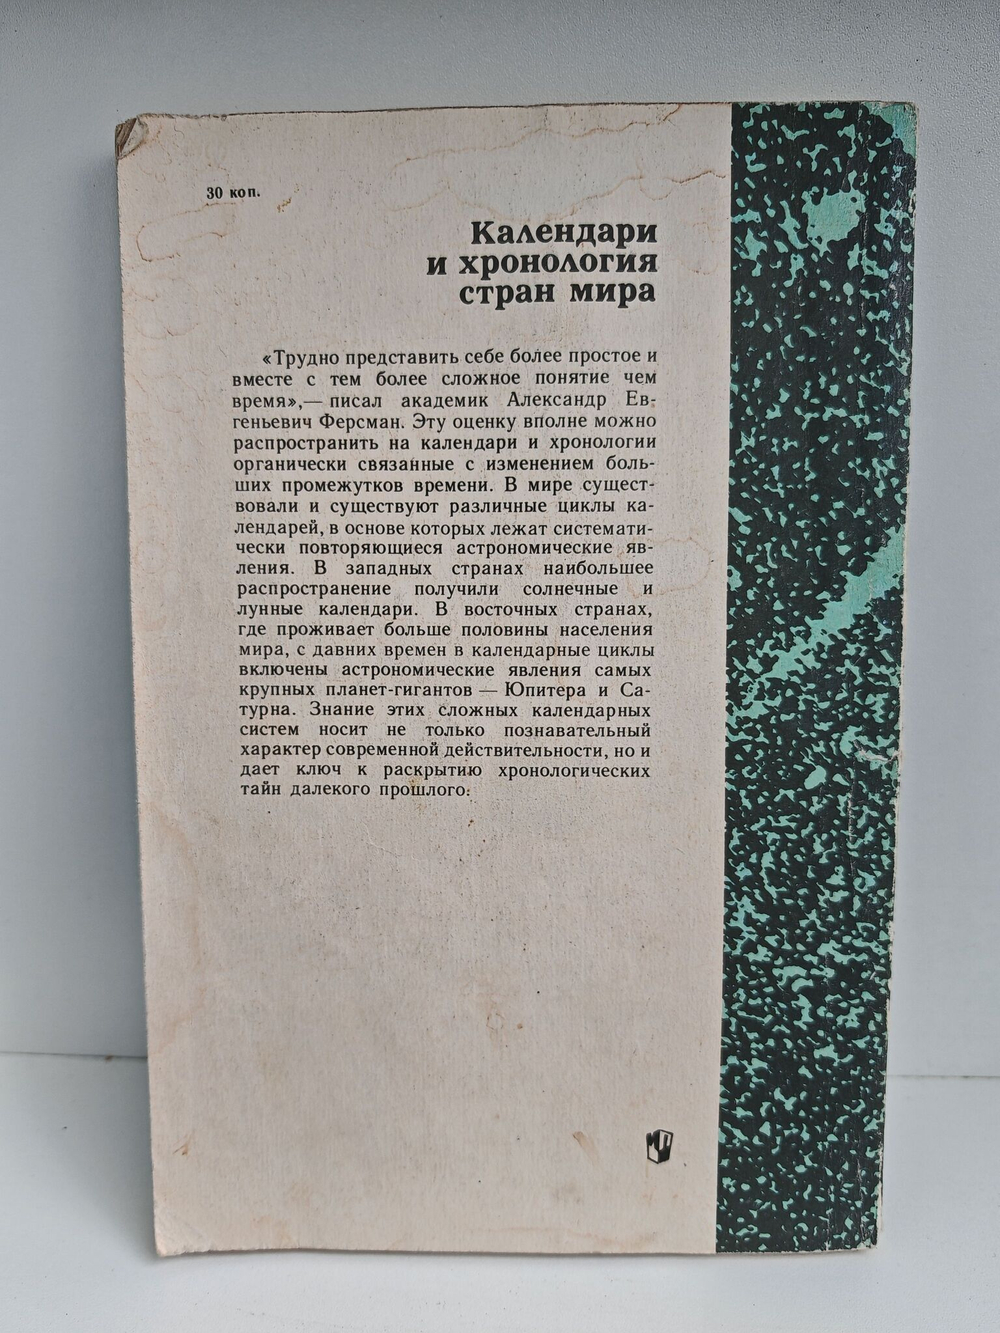 30 коп.
Календари
и хронология
стран мира
«Трудно представить себе более простое и
вместе с тем более сложное понятие чем
время»,— писал академик Александр Ев-
геньевич Ферсман. Эту оценку вполне можно
распространить на календари и хронологии
органически связанные с изменением боль-
ших промежутков времени. В мире сущест-
вовали и существуют различные циклы ка-
лендарей, в основе которых лежат системати-
чески повторяющиеся астрономические яв-
ления. В западных странах наибольшее
распространение получили солнечные и
лунные календари. В восточных странах,
где проживает больше половины населения
мира, с давних времен в календарные циклы
включены астрономические явления самых
крупных планет-гигантов — Юпитера и Са-
турна. Знание этих сложных календарных
систем носит не только познавательный
характер современной действительности, но и
дает ключ к раскрытию хронологических
тайн далекого прошлого.